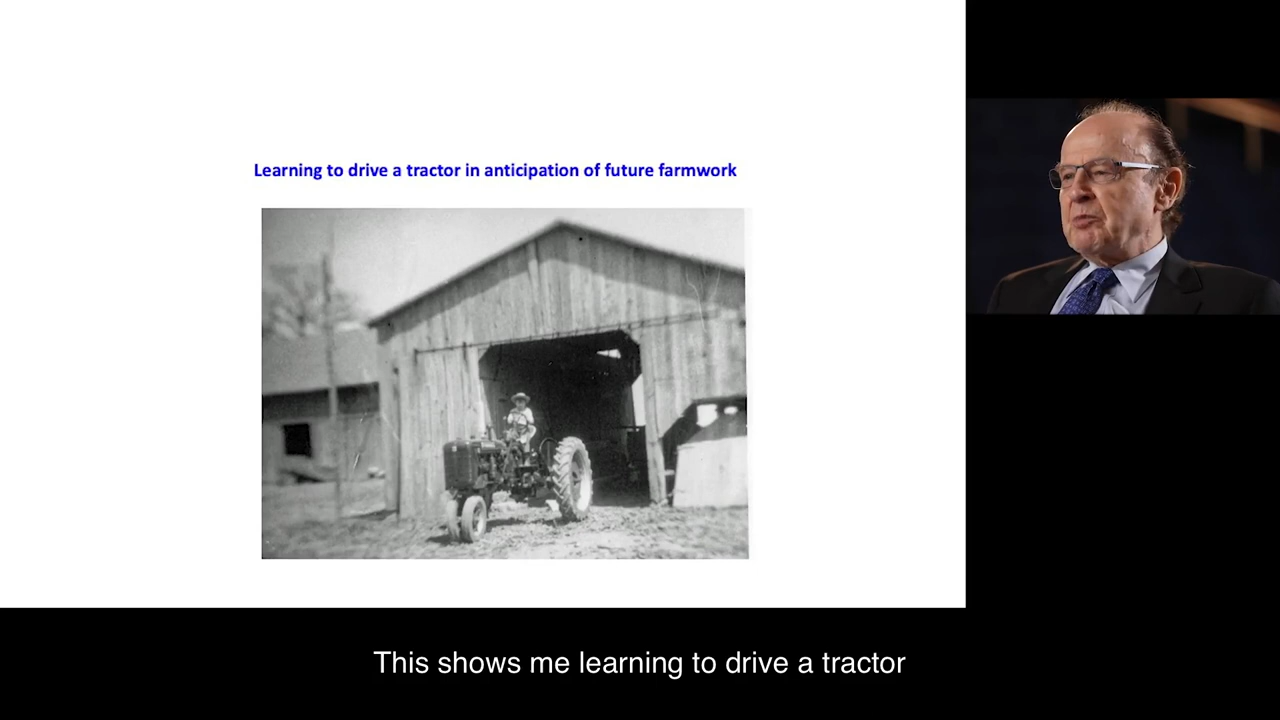 Learning to drive a tractor in anticipation of future farmwork
This shows me learning to drive a tractor